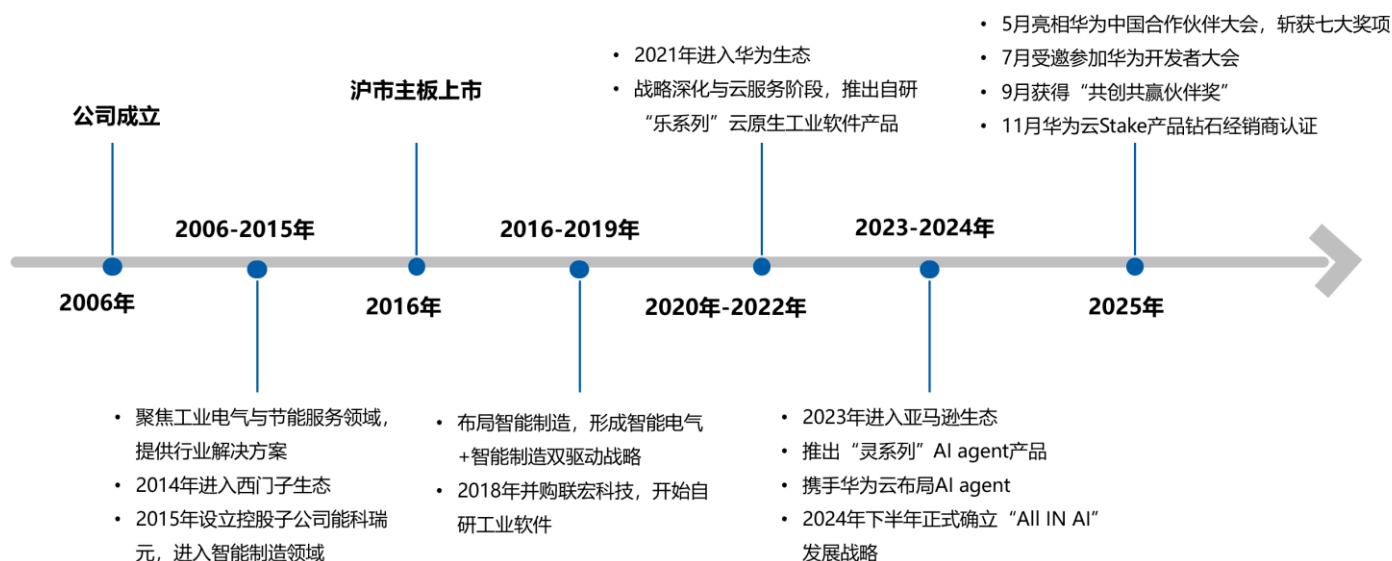 公司成立
2006年
2006-2015年
• 聚焦工业电气与节能服务领域，
提供行业解决方案
• 2014年进入西门子生态
• 2015年设立控股子公司能科瑞
元，进入智能制造领域
沪市主板上市
2016年
2016-2019年
• 布局智能制造，形成智能电气
+智能制造双驱动战略
• 2018年并购联宏科技，开始自
研工业软件
• 2021年进入华为生态
• 战略深化与云服务阶段，推出自研
“乐系列”云原生工业软件产品
2020年-2022年
2023-2024年
• 2023年进入亚马逊生态
• 推出“灵系列”AI agent产品
• 携手华为云布局AI agent
• 2024年下半年正式确立“All IN AI”
发展战略
• 5月亮相华为中国合作伙伴大会，斩获七大奖项
• 7月受邀参加华为开发者大会
• 9月获得“共创共赢伙伴奖”
• 11月华为云Stake产品钻石经销商认证
2025年